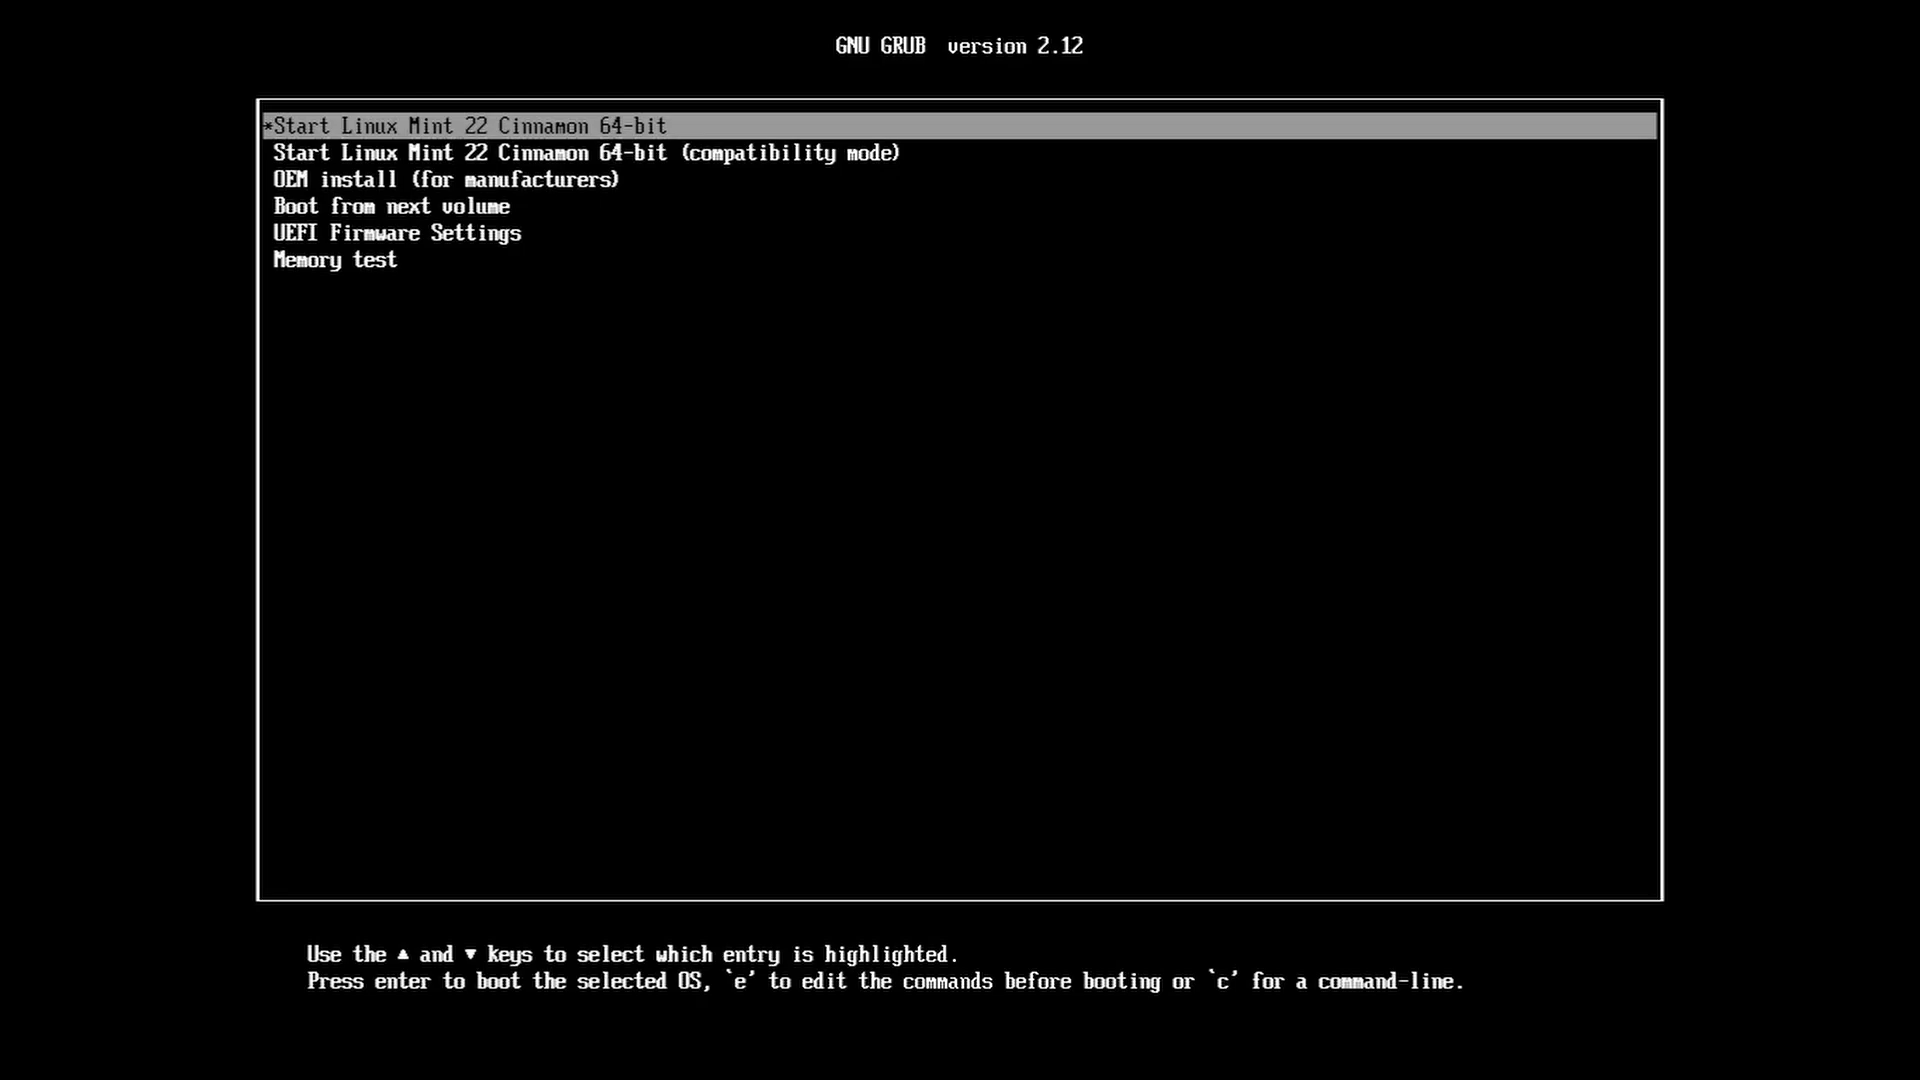 GNU GRUB  version 2.12
*Start Linux Mint 22 Cinnamon 64-bit
Start Linux Mint 22 Cinnamon 64-bit (compatibility mode)
OEM install (for manufacturers)
Boot from next volume
UEFI Firmware Settings
Memory test
Use the ▲ and ▼ keys to select which entry is highlighted.
Press enter to boot the selected OS, `e' to edit the commands before booting or `c' for a command-line.